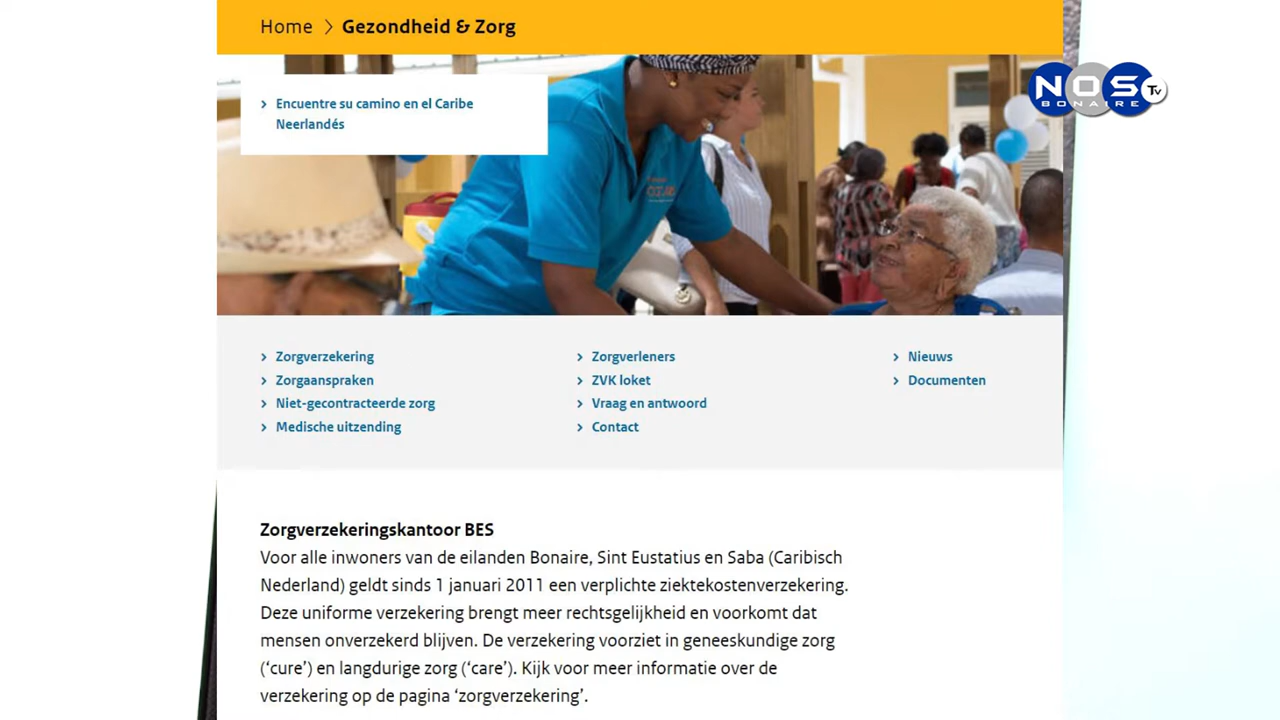 Home > Gezondheid & Zorg
NOS TV
BONAIRE
Encuentre su camino en el Caribe
Neerlandés
Zorgverzekering
Zorgaanspraken
Niet-gecontracteerde zorg
Medische uitzending
Zorgverleners
ZVK loket
Vraag en antwoord
Contact
Nieuws
Documenten
Zorgverzekeringskantoor BES
Voor alle inwoners van de eilanden Bonaire, Sint Eustatius en Saba (Caribisch
Nederland) geldt sinds 1 januari 2011 een verplichte ziektekostenverzekering.
Deze uniforme verzekering brengt meer rechtsgelijkheid en voorkomt dat
mensen onverzekerd blijven. De verzekering voorziet in geneeskundige zorg
(‘cure’) en langdurige zorg (‘care’). Kijk voor meer informatie over de
verzekering op de pagina ‘zorgverzekering’.